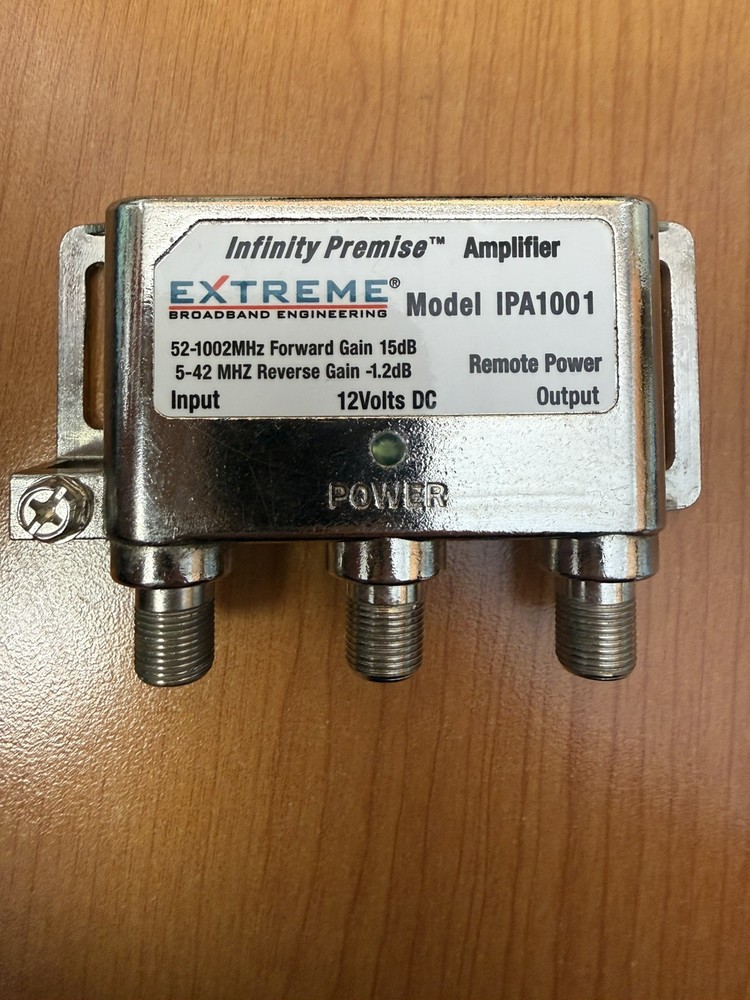 Infinity Premise™ Amplifier
EXTREME®
BROADBAND ENGINEERING
Model IPA1001
52-1002MHz Forward Gain 15dB
5-42 MHZ Reverse Gain -1.2dB
Remote Power
Input 12Volts DC Output
POWER